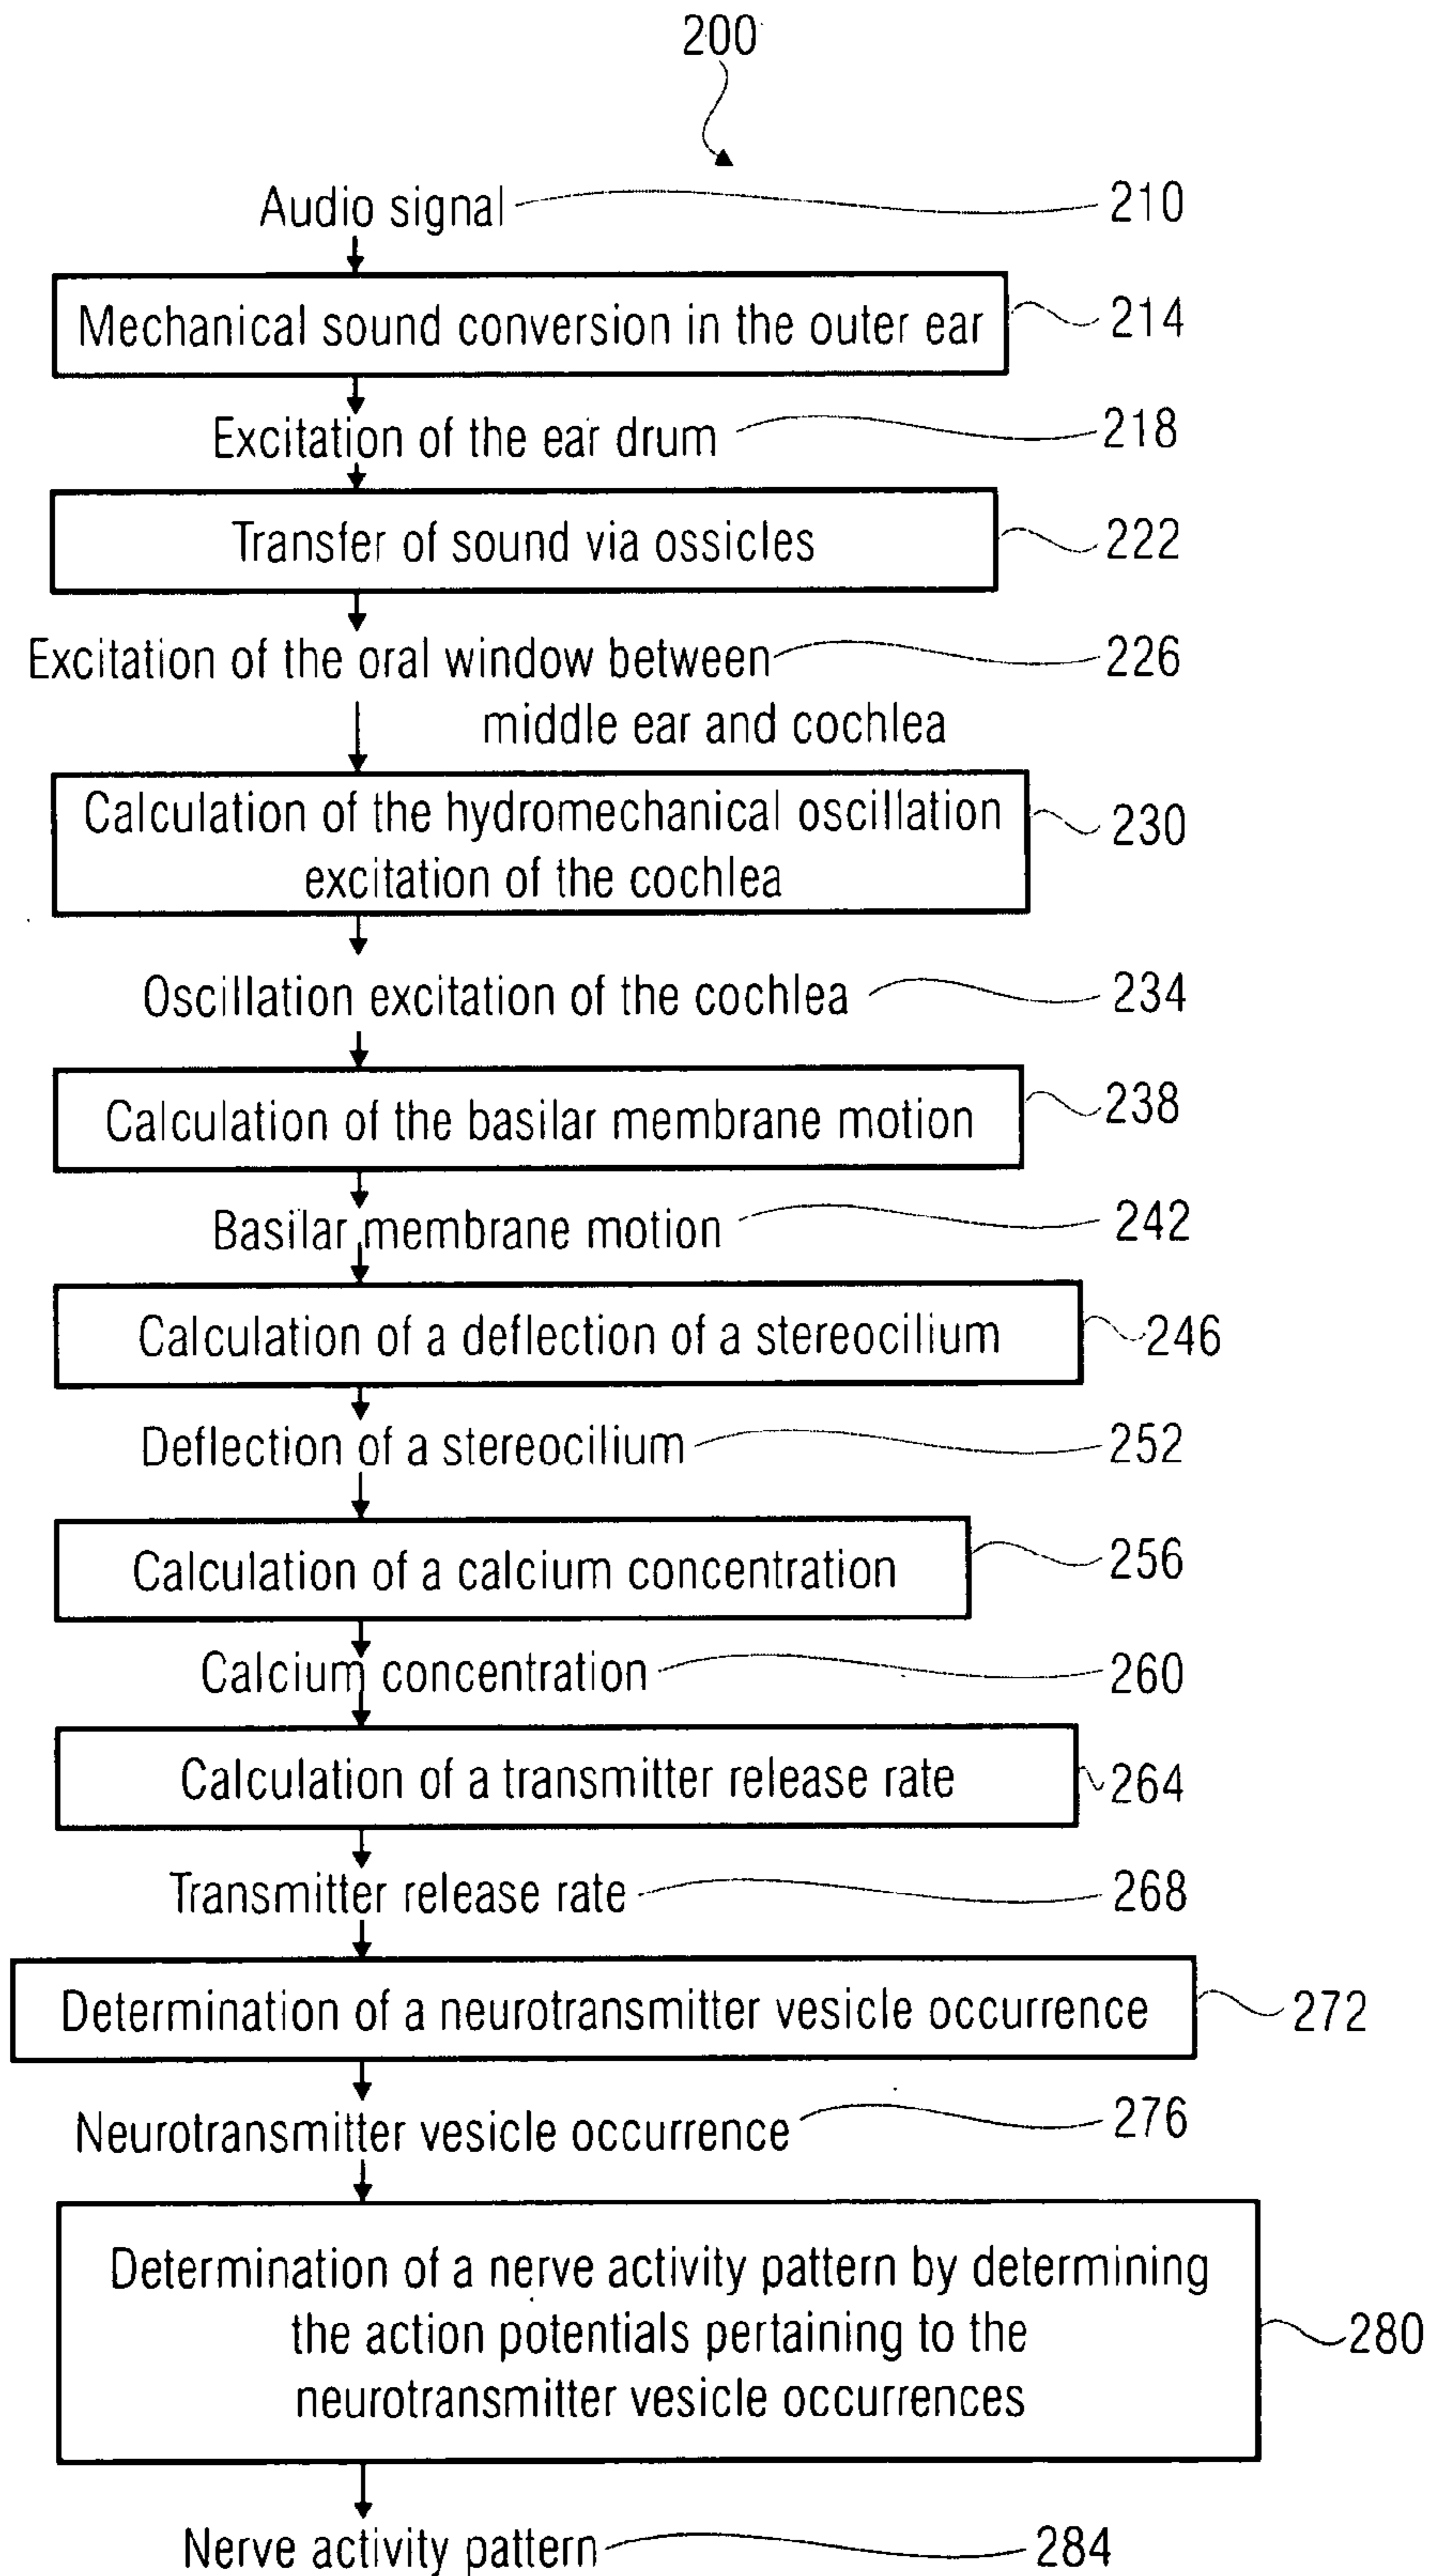 200
Audio signal 210
Mechanical sound conversion in the outer ear 214
Excitation of the ear drum 218
Transfer of sound via ossicles 222
Excitation of the oral window between 226
middle ear and cochlea
Calculation of the hydromechanical oscillation
excitation of the cochlea 230
Oscillation excitation of the cochlea 234
Calculation of the basilar membrane motion 238
Basilar membrane motion 242
Calculation of a deflection of a stereocilium 246
Deflection of a stereocilium 252
Calculation of a calcium concentration 256
Calcium concentration 260
Calculation of a transmitter release rate 264
Transmitter release rate 268
Determination of a neurotransmitter vesicle occurrence 272
Neurotransmitter vesicle occurrence 276
Determination of a nerve activity pattern by determining
the action potentials pertaining to the 280
neurotransmitter vesicle occurrences
Nerve activity pattern 284